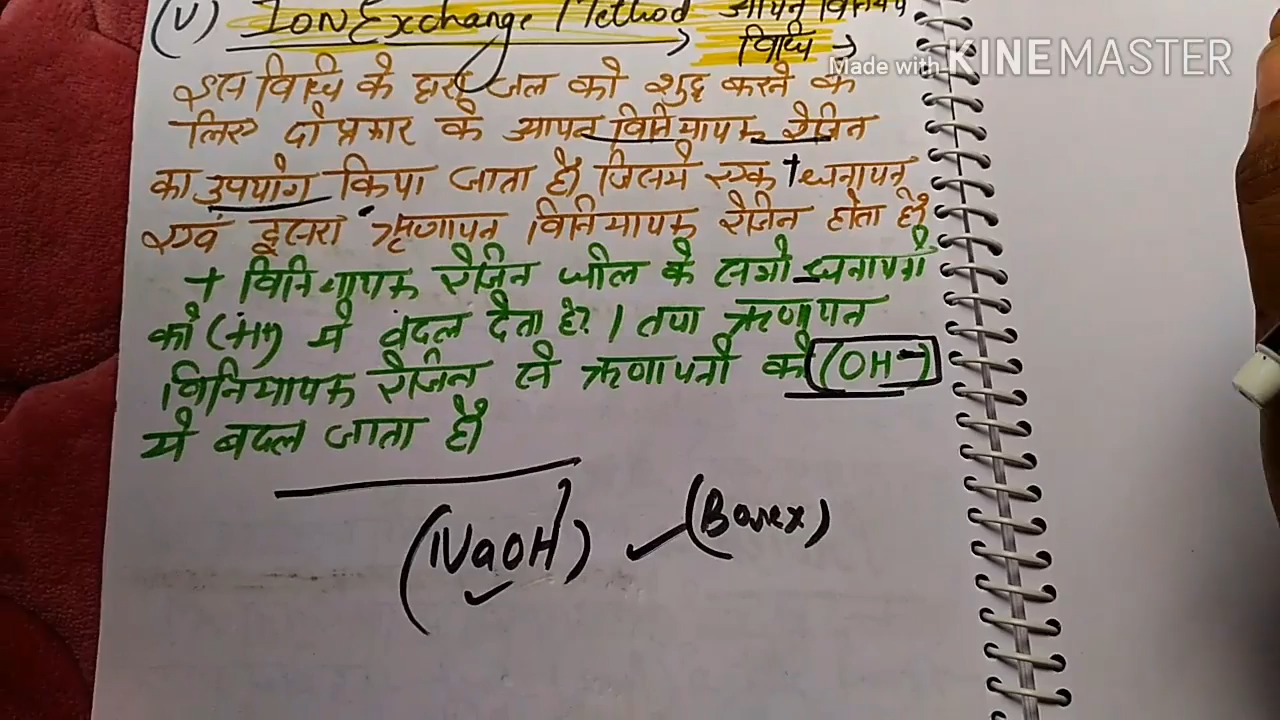 (V) Ion Exchange Method आयन विनिमय
विधि →
Made with KINEMASTER
इस विधि के द्वारा जल को शुद्ध करने के
लिए दो प्रकार के आयन विनिमायक रेजिन
का उपयोग किया जाता है। जिसमे एक + धनायन
एवं दूसरा ऋणायन विनिमायक रेजिन होता है।
+ विनिमायक रेजिन जील के सभी धनायनो
को (+H) मे बदल देता है। तथा ऋणायन
विनिमायक रेजिन से ऋणायनो को (OH-)
मे बदल जाता है
(NaOH) (Borex)